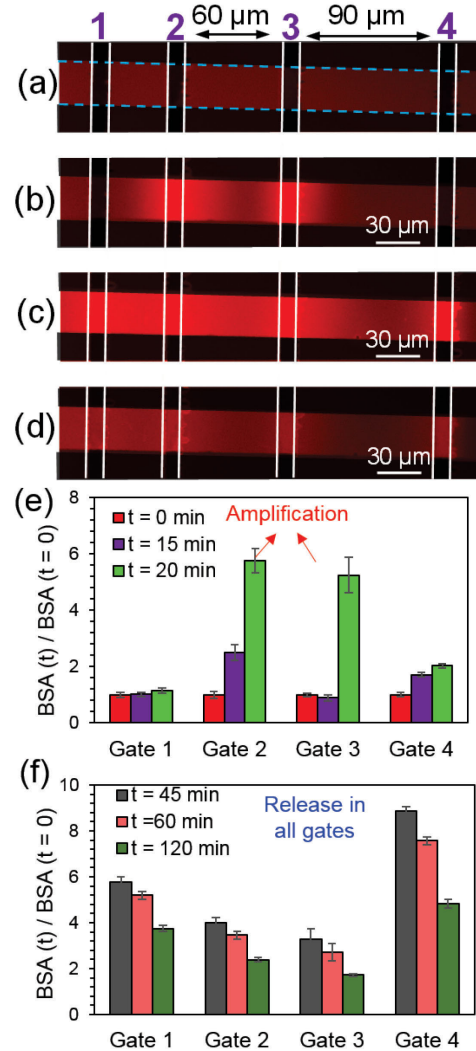 60 µm
90 µm
1 2 3 4
(a)
(b)
30 µm
(c)
30 µm
(d)
30 µm
(e)
8
6
4
2
0
BSA (t) / BSA (t = 0)
t = 0 min
t = 15 min
t = 20 min
Amplification
Gate 1 Gate 2 Gate 3 Gate 4
(f)
10
8
6
4
2
0
BSA (t) / BSA (t = 0)
t = 45 min
t =60 min
t = 120 min
Release in
all gates
Gate 1 Gate 2 Gate 3 Gate 4